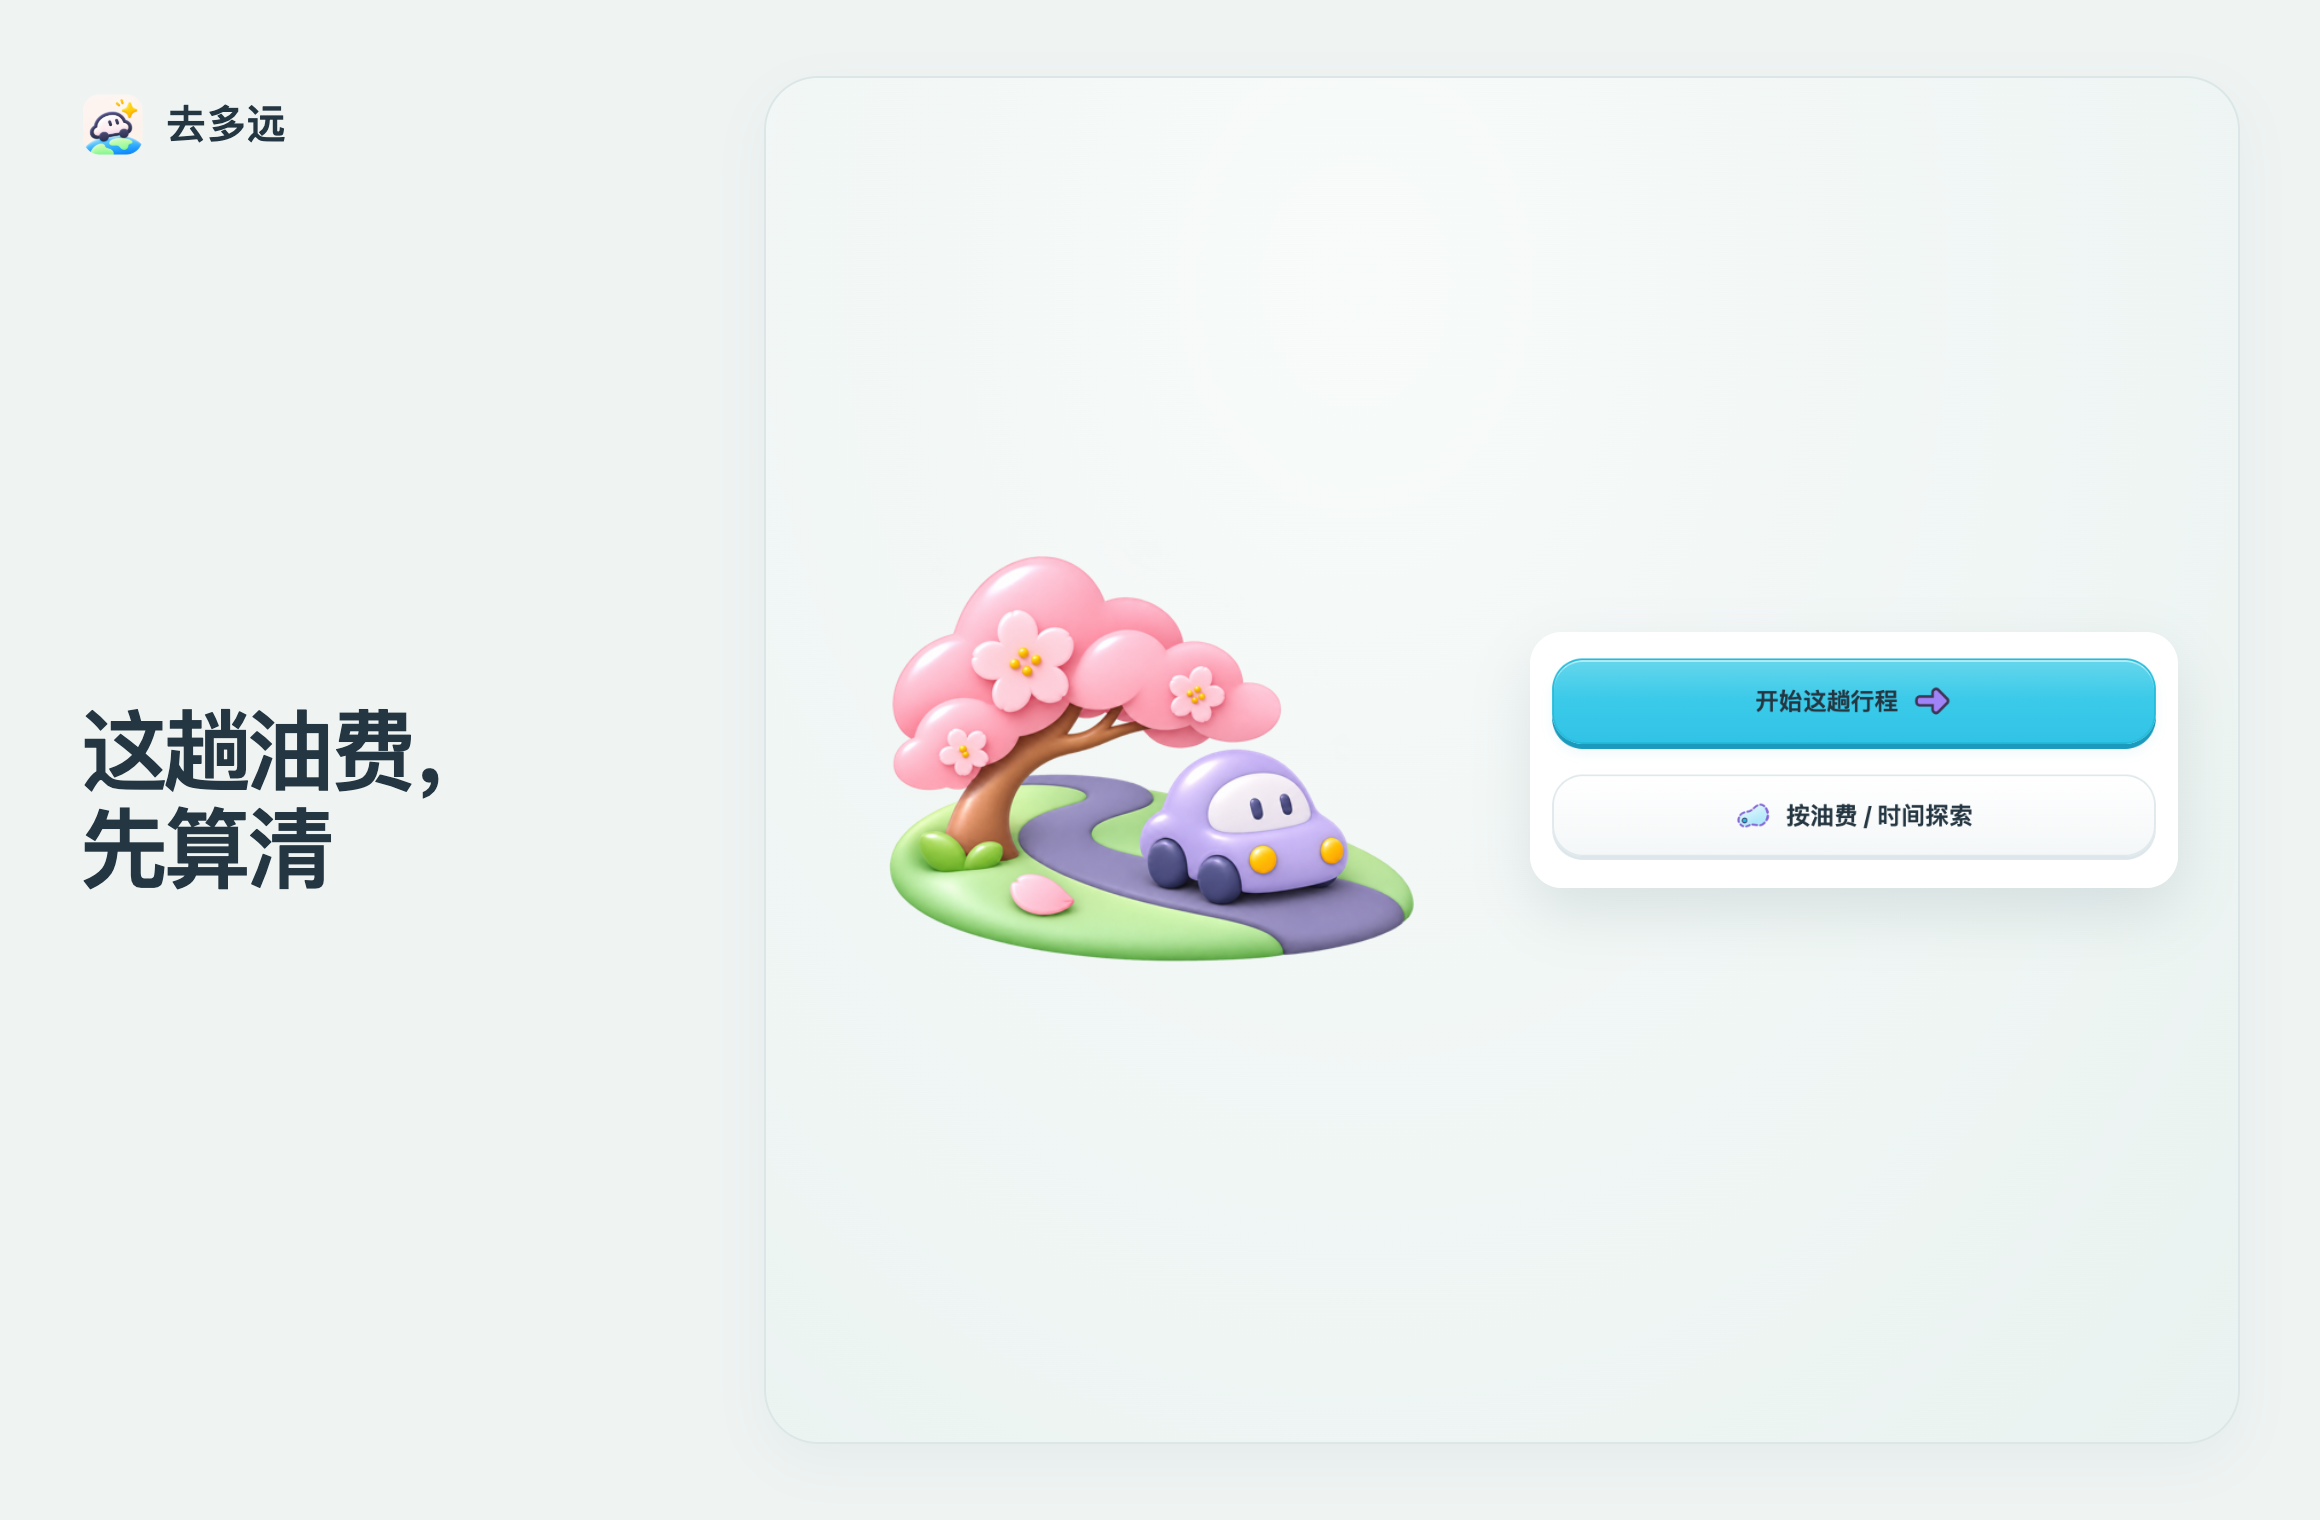 去多远
这趟油费，
先算清
开始这趟行程
按油费 / 时间探索